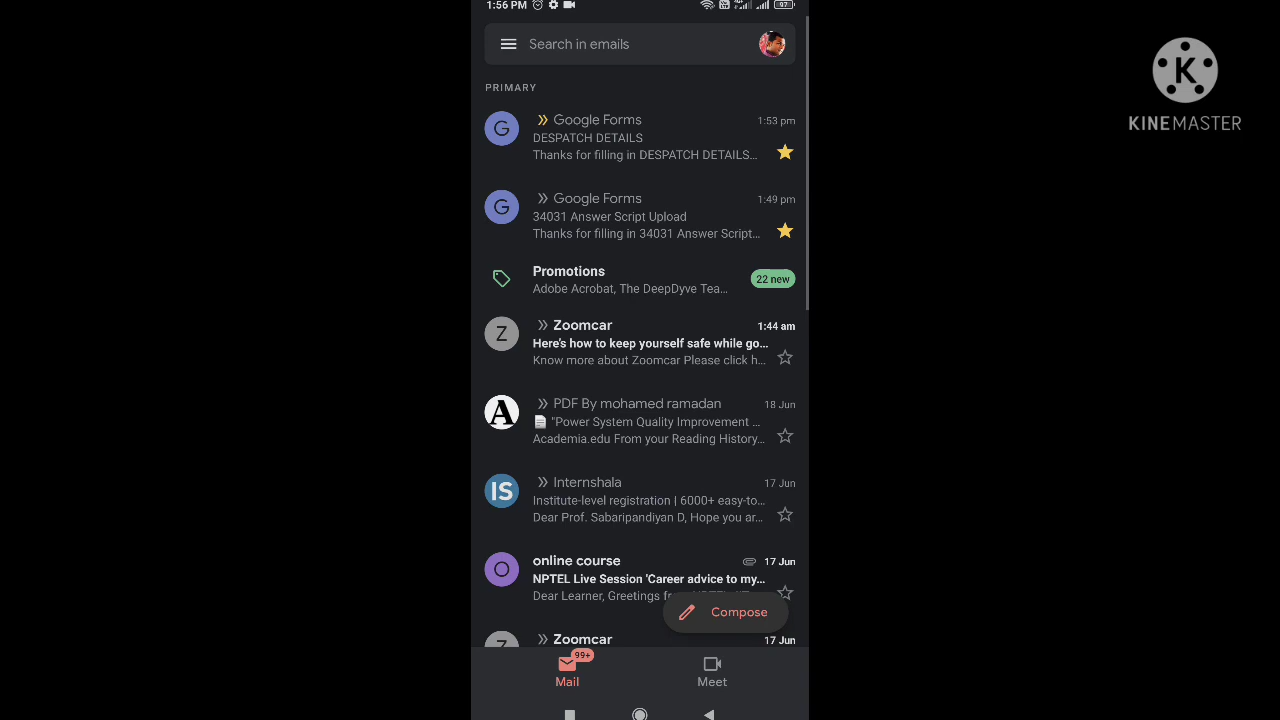 1:56 PM
97
Search in emails
K
KINEMASTER
PRIMARY
G
Google Forms
1:53 pm
DESPATCH DETAILS
Thanks for filling in DESPATCH DETAILS...
G
Google Forms
1:49 pm
34031 Answer Script Upload
Thanks for filling in 34031 Answer Script...
Promotions
22 new
Adobe Acrobat, The DeepDyve Tea...
Z
Zoomcar
1:44 am
Here's how to keep yourself safe while go...
Know more about Zoomcar Please click h...
A
PDF By mohamed ramadan
18 Jun
"Power System Quality Improvement ...
Academia.edu From your Reading History...
IS
Internshala
17 Jun
Institute-level registration | 6000+ easy-to...
Dear Prof. Sabaripandiyan D, Hope you ar...
O
online course
17 Jun
NPTEL Live Session 'Career advice to my...
Dear Learner, Greetings
Compose
Zoomcar
17 Jun
99+
Mail
Meet